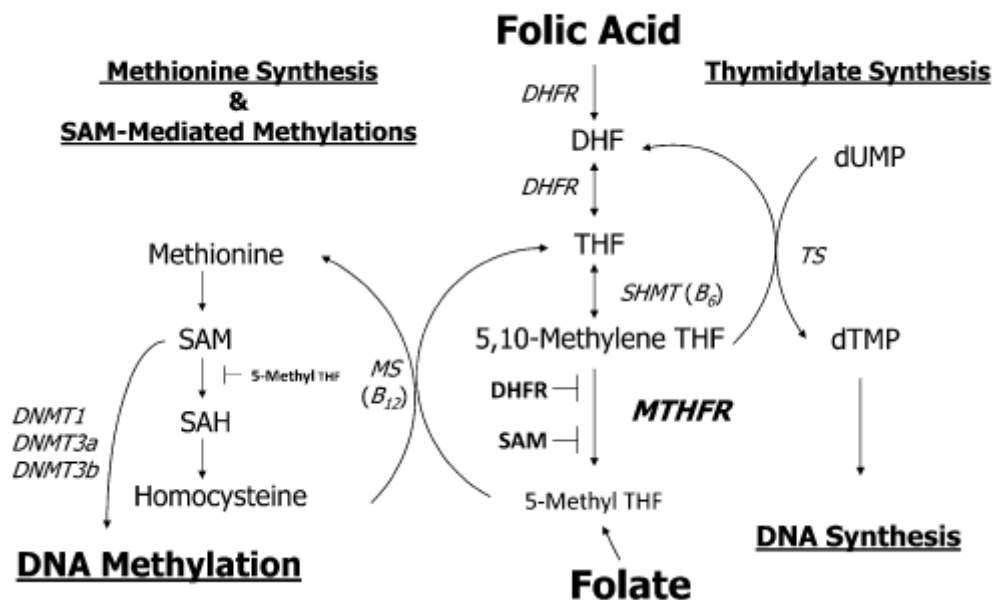 Folic Acid
Methionine Synthesis
&
SAM-Mediated Methylations
Thymidylate Synthesis
DHFR
DHF
dUMP
DHFR
THF
Methionine
TS
SHMT (B6)
SAM
5,10-Methylene THF
dTMP
5-Methyl THF
MS
(B12)
DHFR
MTHFR
DNMT1
DNMT3a
DNMT3b
SAH
SAM
Homocysteine
5-Methyl THF
DNA Methylation
DNA Synthesis
Folate